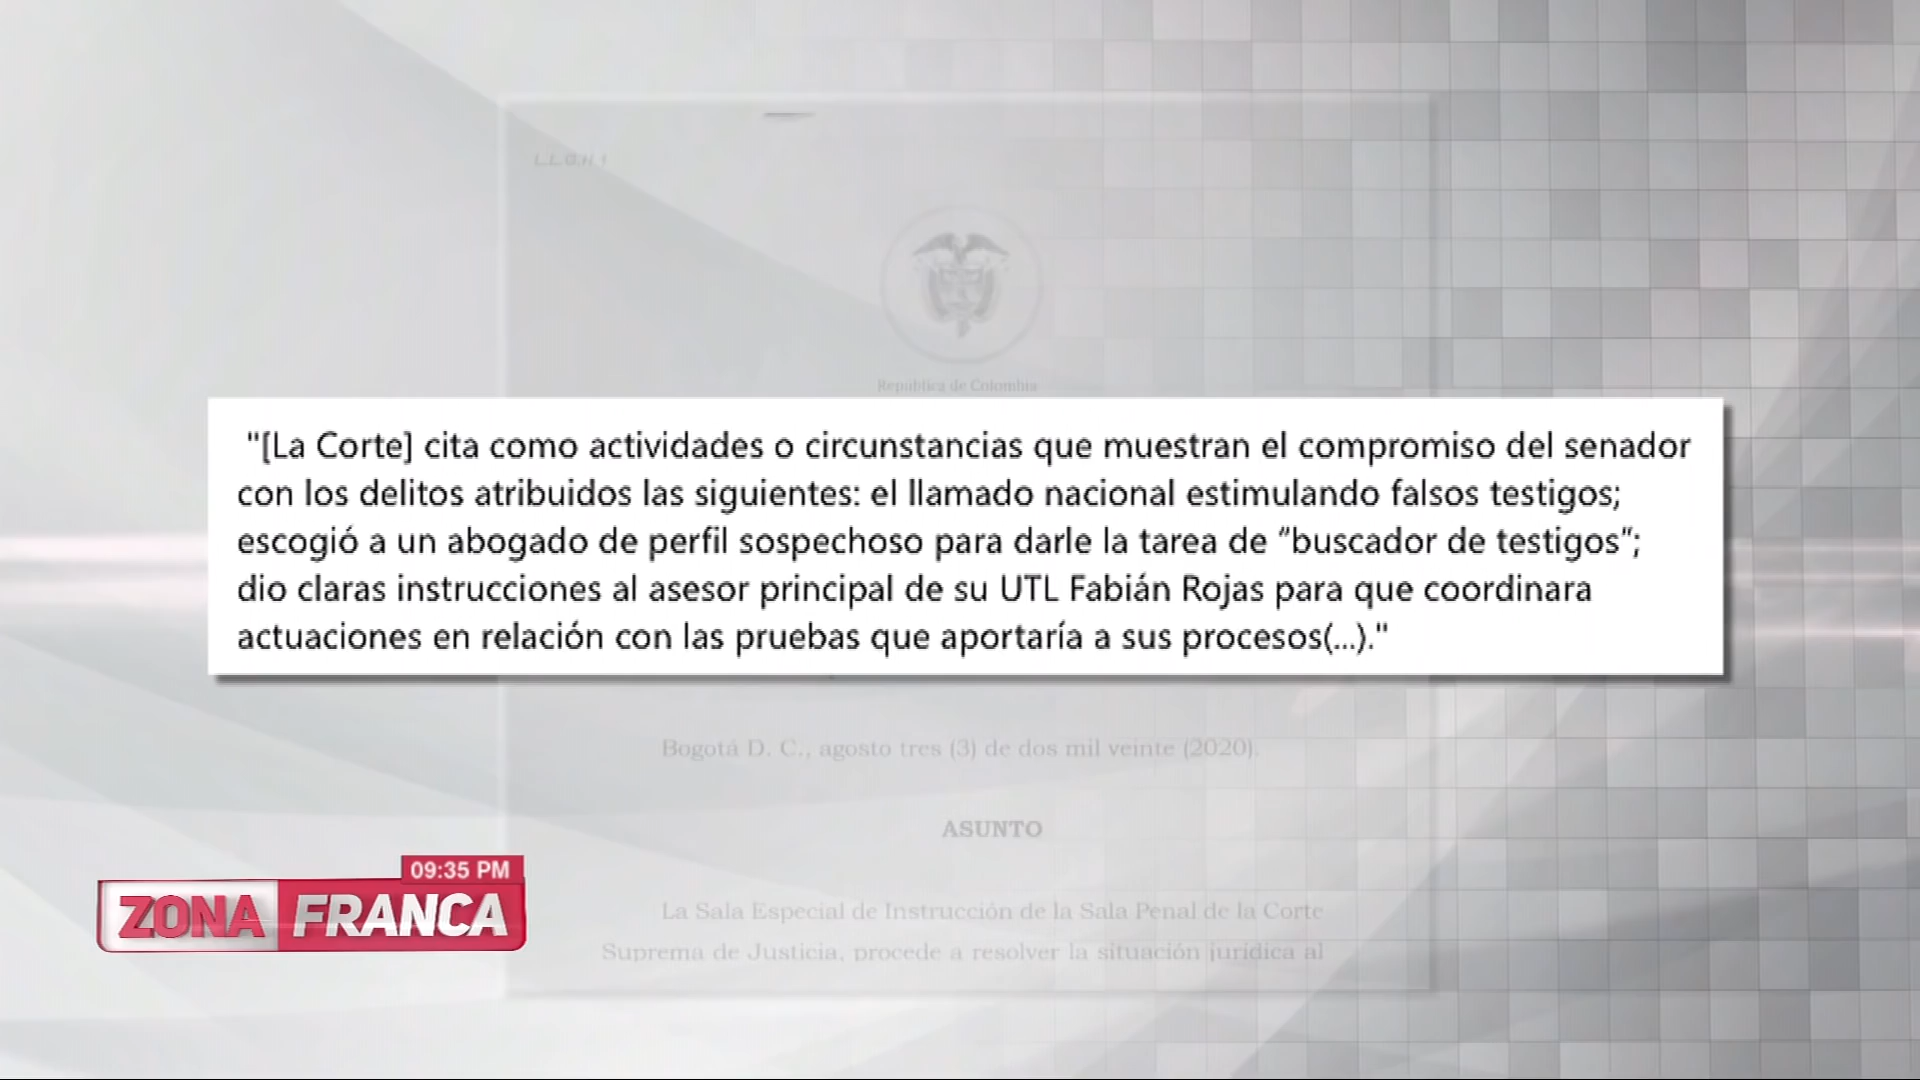 L.L.G.H 1
República de Colombia
"[La Corte] cita como actividades o circunstancias que muestran el compromiso del senador
con los delitos atribuidos las siguientes: el llamado nacional estimulando falsos testigos;
escogió a un abogado de perfil sospechoso para darle la tarea de "buscador de testigos";
dio claras instrucciones al asesor principal de su UTL Fabián Rojas para que coordinara
actuaciones en relación con las pruebas que aportaría a sus procesos(...)."
Bogotá D. C., agosto tres (3) de dos mil veinte (2020).
ASUNTO
La Sala Especial de Instrucción de la Sala Penal de la Corte
Suprema de Justicia, procede a resolver la situación jurídica al
09:35 PM
ZONA FRANCA